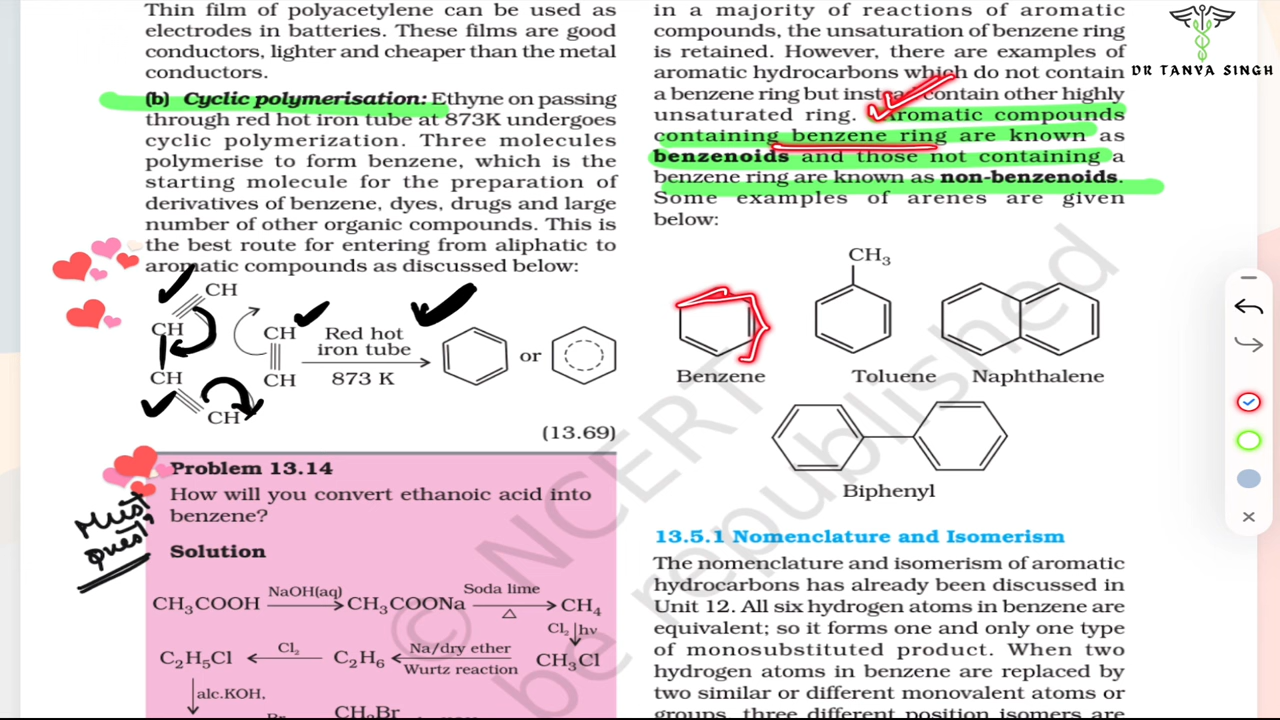 Thin film of polyacetylene can be used as
electrodes in batteries. These films are good
conductors, lighter and cheaper than the metal
conductors.
(b) Cyclic polymerisation: Ethyne on passing
through red hot iron tube at 873K undergoes
cyclic polymerization. Three molecules
polymerise to form benzene, which is the
starting molecule for the preparation of
derivatives of benzene, dyes, drugs and large
number of other organic compounds. This is
the best route for entering from aliphatic to
aromatic compounds as discussed below:
CH
CH
CH
CH
CH
CH
Red hot
iron tube
873 K
or
(13.69)
Must
quest
Problem 13.14
How will you convert ethanoic acid into
benzene?
Solution
CH₃COOH NaOH(aq) CH₃COONa Soda lime △ CH₄
Cl₂ hν
C₂H₅Cl Cl₂ C₂H₆ Na/dry ether Wurtz reaction CH₃Cl
alc.KOH,
in a majority of reactions of aromatic
compounds, the unsaturation of benzene ring
is retained. However, there are examples of
aromatic hydrocarbons which do not contain
a benzene ring but instead contain other highly
unsaturated ring. Aromatic compounds
containing benzene ring are known as
benzenoids and those not containing a
benzene ring are known as non-benzenoids.
Some examples of arenes are given
below:
CH₃
Benzene Toluene Naphthalene
Biphenyl
13.5.1 Nomenclature and Isomerism
The nomenclature and isomerism of aromatic
hydrocarbons has already been discussed in
Unit 12. All six hydrogen atoms in benzene are
equivalent; so it forms one and only one type
of monosubstituted product. When two
hydrogen atoms in benzene are replaced by
two similar or different monovalent atoms or
groups, three different position isomers are
© NCERT
be republished
DR TANYA SINGH